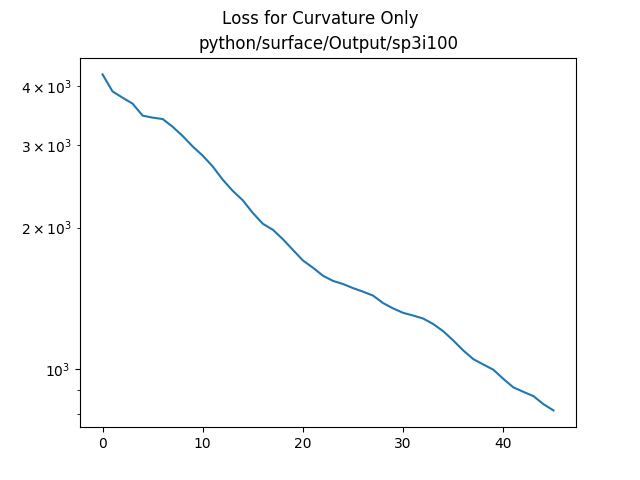 Loss for Curvature Only
python/surface/Output/sp3i100
4 × 10³
3 × 10³
2 × 10³
10³
0 10 20 30 40